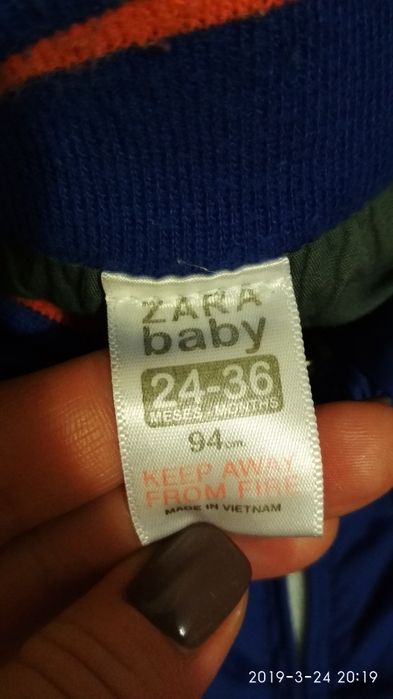 ZARA
baby
24-36
MESES - MONTHS
94cm
KEEP AWAY
FROM FIRE
MADE IN VIETNAM
2019-3-24 20:19